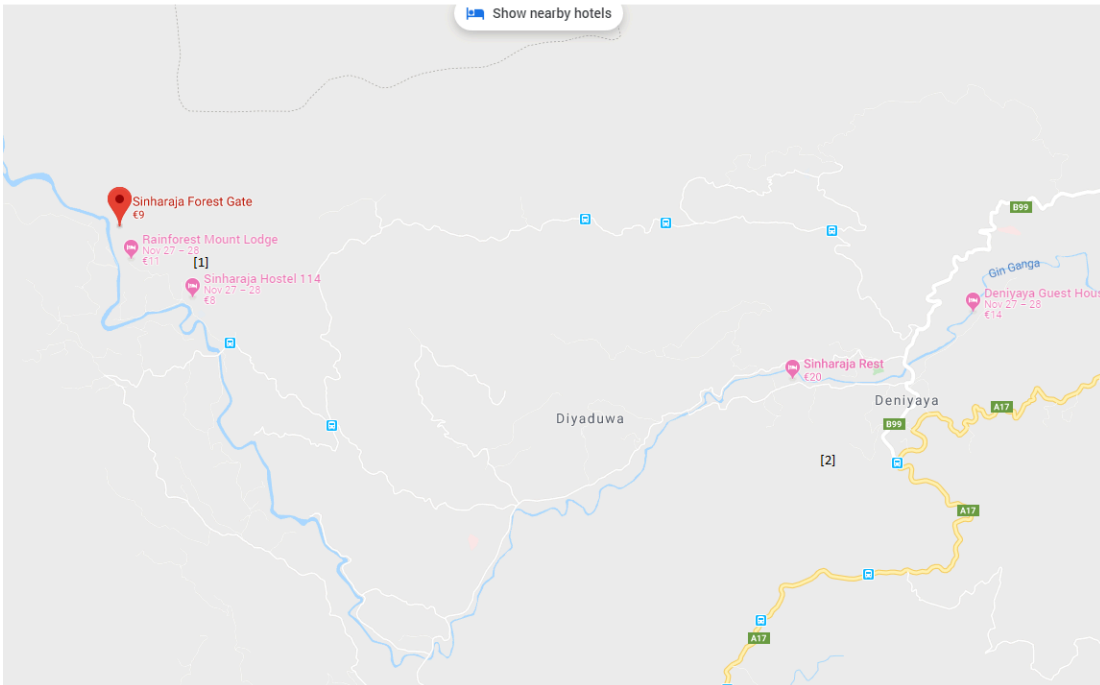 Show nearby hotels
Sinharaja Forest Gate
€9
Rainforest Mount Lodge
Nov 27 – 28
€11
[1]
Sinharaja Hostel 114
Nov 27 – 28
€8
B99
Gin Ganga
Deniyaya Guest Hous
Nov 27 – 28
€14
Sinharaja Rest
€20
Deniyaya
A17
Diyaduwa
B99
[2]
A17
A17